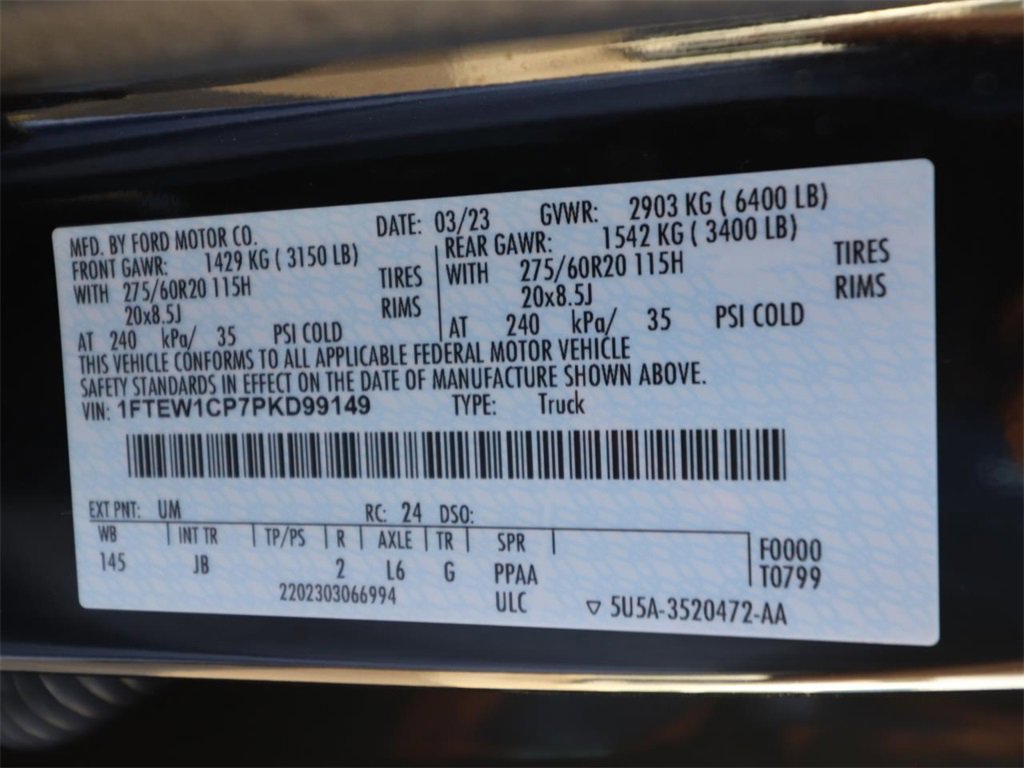 MFD. BY FORD MOTOR CO. DATE: 03/23 GVWR: 2903 KG ( 6400 LB)
FRONT GAWR: 1429 KG ( 3150 LB) REAR GAWR: 1542 KG ( 3400 LB)
WITH 275/60R20 115H TIRES WITH 275/60R20 115H TIRES
20x8.5J RIMS 20x8.5J RIMS
AT 240 kPa/ 35 PSI COLD AT 240 kPa/ 35 PSI COLD
THIS VEHICLE CONFORMS TO ALL APPLICABLE FEDERAL MOTOR VEHICLE
SAFETY STANDARDS IN EFFECT ON THE DATE OF MANUFACTURE SHOWN ABOVE.
VIN: 1FTEW1CP7PKD99149 TYPE: Truck
EXT PNT: UM RC: 24 DSO:
WB INT TR TP/PS R AXLE TR SPR F0000
145 JB 2 L6 G PPAA T0799
2202303066994 ULC ▽ 5U5A-3520472-AA